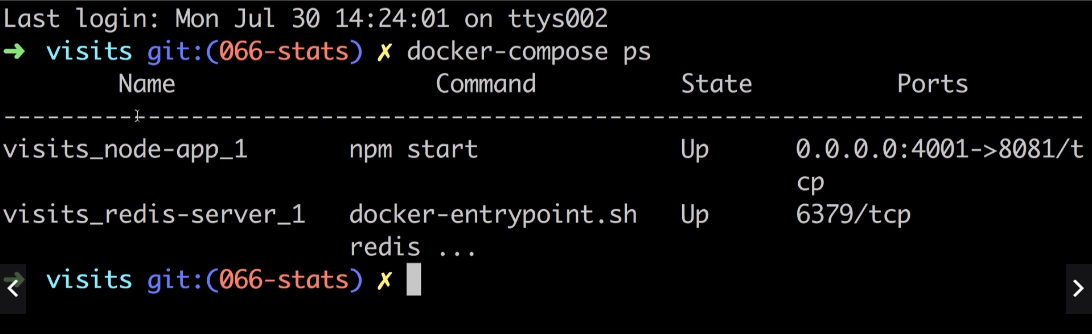 Last login: Mon Jul 30 14:24:01 on ttys002
➜ visits git:(066-stats) ✗ docker-compose ps
Name Command State Ports
---------------------------------------------------------------------------
visits_node-app_1 npm start Up 0.0.0.0:4001->8081/t
cp
visits_redis-server_1 docker-entrypoint.sh Up 6379/tcp
redis ...
➜ visits git:(066-stats) ✗